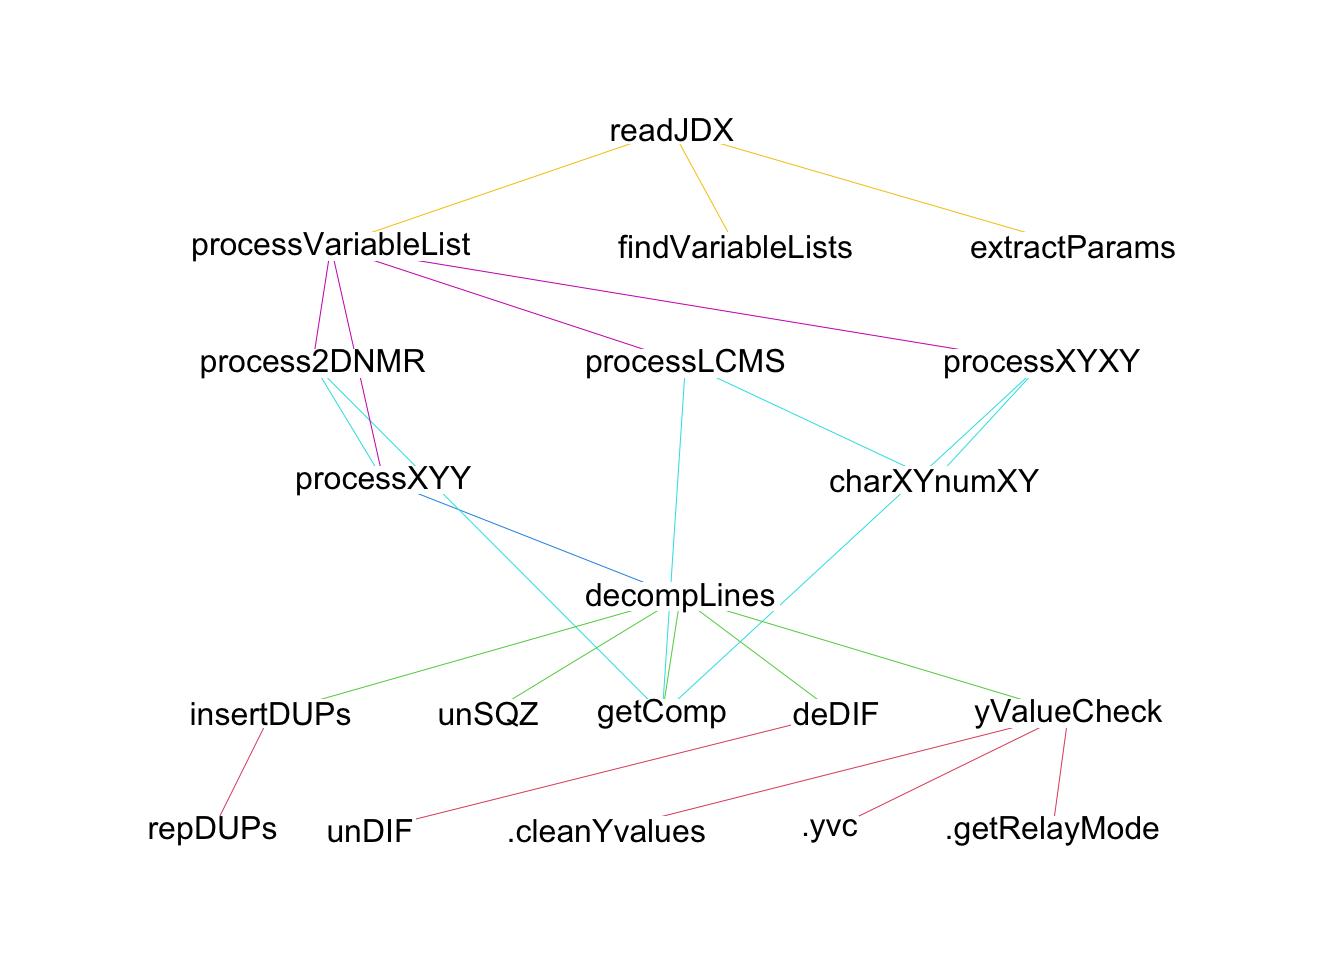 readJDX
processVariableList
findVariableLists
extractParams
process2DNMR
processLCMS
processXYXY
processXYY
charXYnumXY
decompLines
insertDUPs
unSQZ
getComp
deDIF
yValueCheck
repDUPs
unDIF
.cleanYvalues
.yvc
.getRelayMode